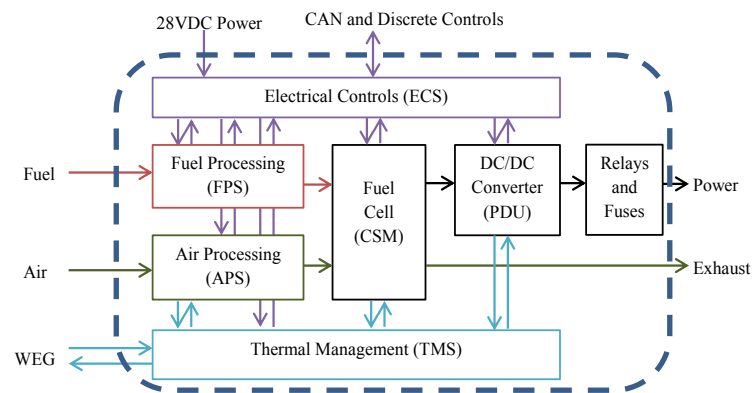 28VDC Power
CAN and Discrete Controls
Electrical Controls (ECS)
Fuel
Fuel Processing
(FPS)
Fuel
Cell
(CSM)
DC/DC
Converter
(PDU)
Relays
and
Fuses
Power
Air
Air Processing
(APS)
Exhaust
WEG
Thermal Management (TMS)